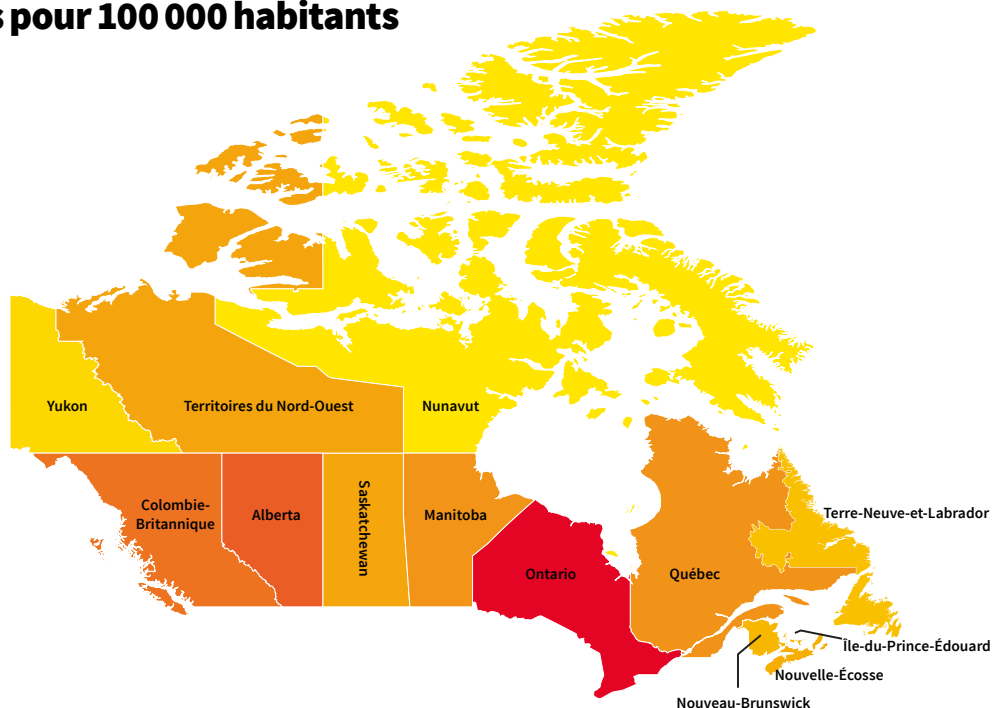 pour 100 000 habitants
Yukon
Territoires du Nord-Ouest
Nunavut
Colombie-
Britannique
Alberta
Saskatchewan
Manitoba
Ontario
Québec
Terre-Neuve-et-Labrador
Île-du-Prince-Édouard
Nouvelle-Écosse
Nouveau-Brunswick